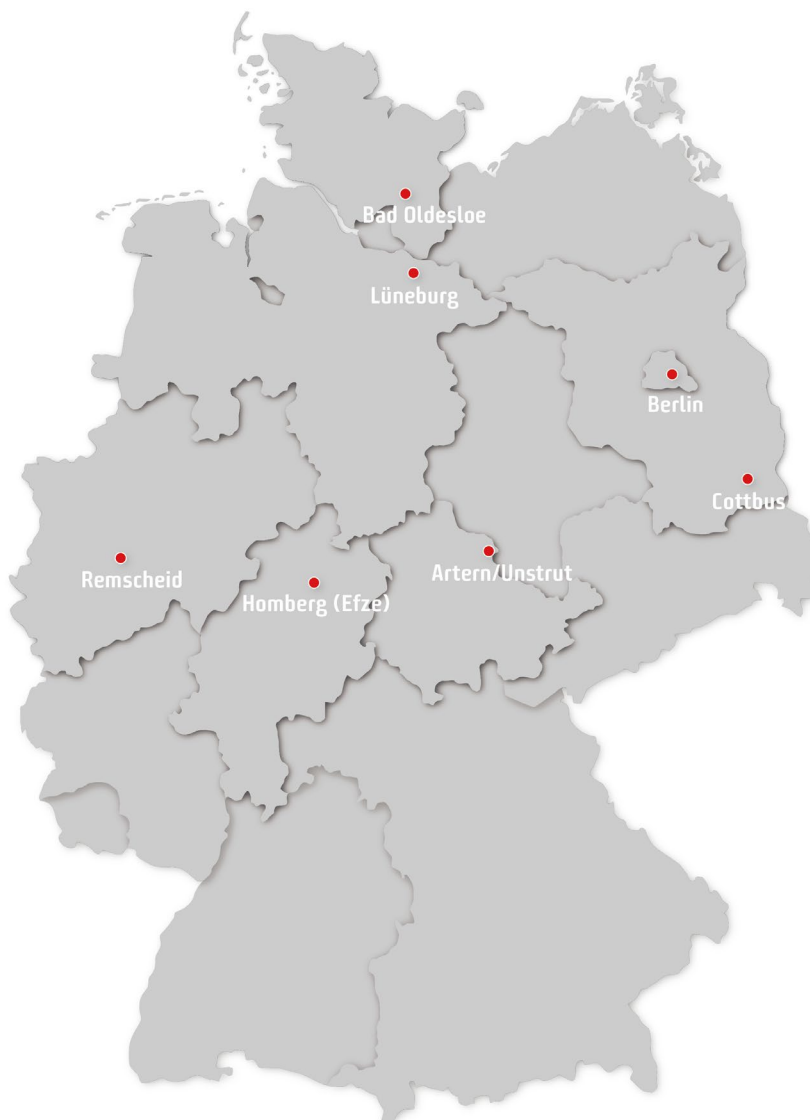 Bad Oldesloe
Lüneburg
Berlin
Cottbus
Remscheid
Artern/Unstrut
Homberg (Efze)